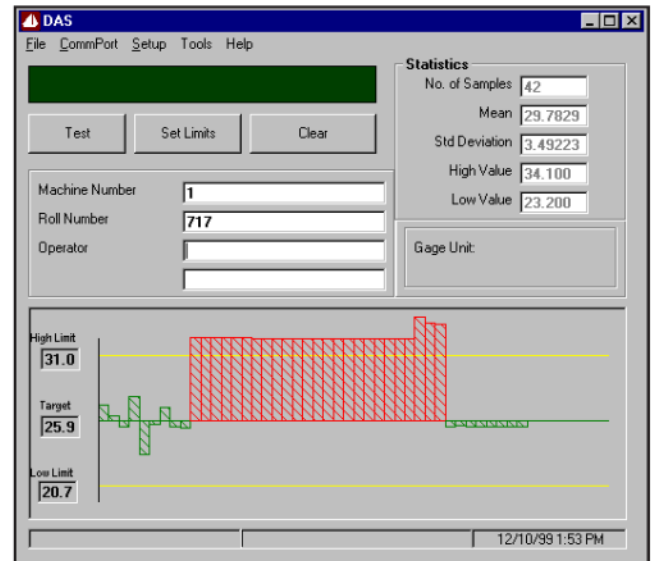 DAS
File CommPort Setup Tools Help
Test Set Limits Clear
Statistics
No. of Samples 42
Mean 29.7829
Std Deviation 3.49223
High Value 34.100
Low Value 23.200
Machine Number 1
Roll Number 717
Operator
Gage Unit:
High Limit
31.0
Target
25.9
Low Limit
20.7
12/10/99 1:53 PM